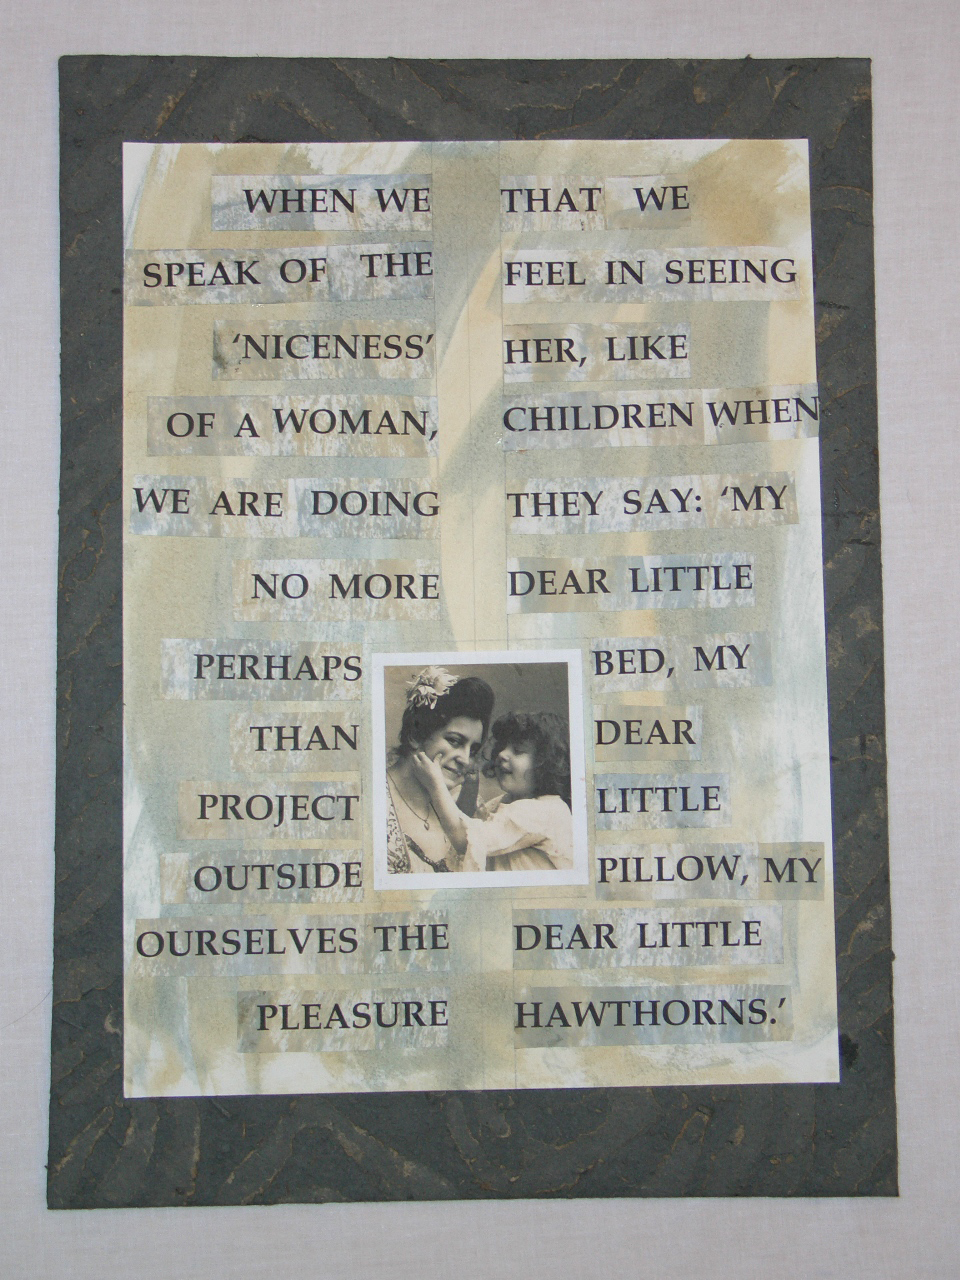 WHEN WE
SPEAK OF THE
‘NICENESS’
OF A WOMAN,
WE ARE DOING
NO MORE
PERHAPS
THAN
PROJECT
OUTSIDE
OURSELVES THE
PLEASURE
THAT WE
FEEL IN SEEING
HER, LIKE
CHILDREN WHEN
THEY SAY: ‘MY
DEAR LITTLE
BED, MY
DEAR
LITTLE
PILLOW, MY
DEAR LITTLE
HAWTHORNS.’